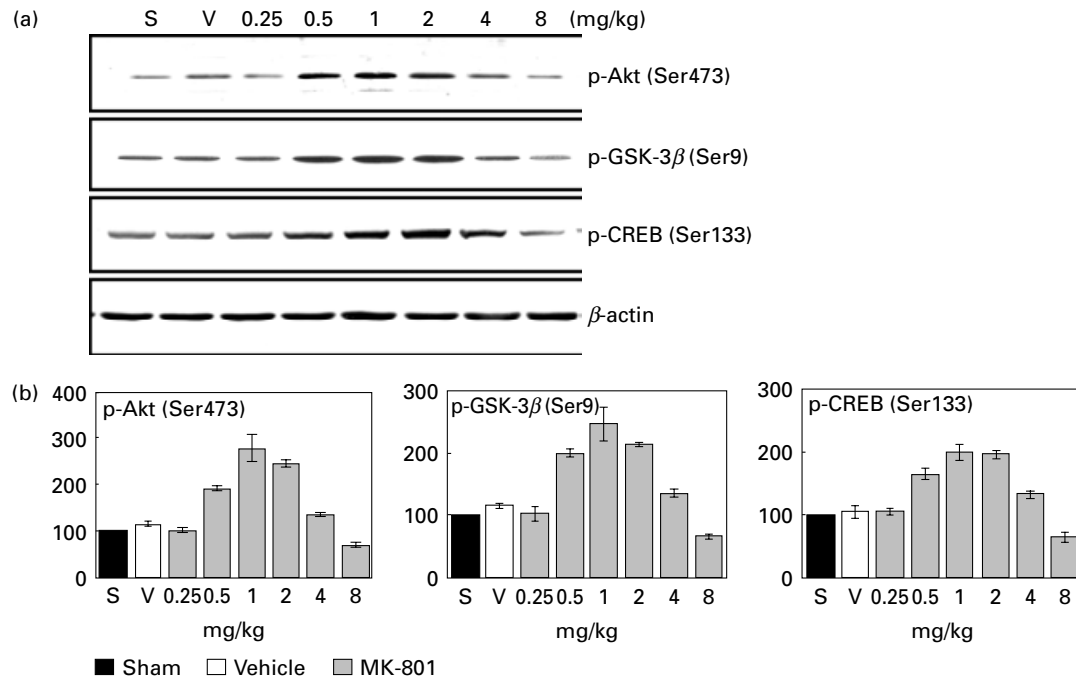 (a) S V 0.25 0.5 1 2 4 8 (mg/kg)
p-Akt (Ser473)
p-GSK-3β (Ser9)
p-CREB (Ser133)
β-actin
(b)
p-Akt (Ser473)
400
300
200
100
0
S V 0.25 0.5 1 2 4 8
mg/kg
p-GSK-3β (Ser9)
300
200
100
0
S V 0.25 0.5 1 2 4 8
mg/kg
p-CREB (Ser133)
300
200
100
0
S V 0.25 0.5 1 2 4 8
mg/kg
Sham Vehicle MK-801